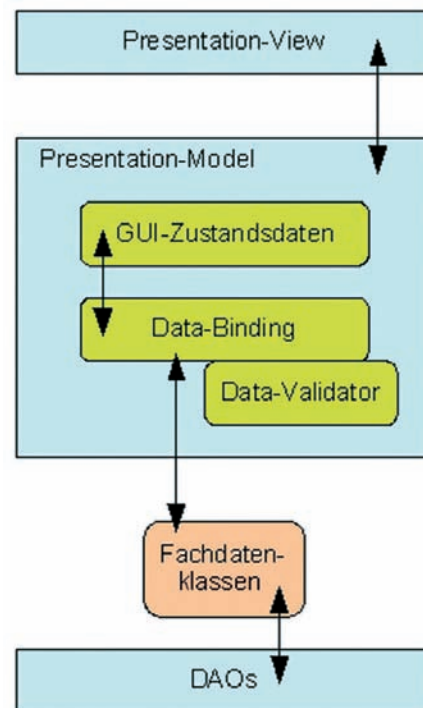 Presentation-View
Presentation-Model
GUI-Zustandsdaten
Data-Binding
Data-Validator
Fachdaten-
klassen
DAOs